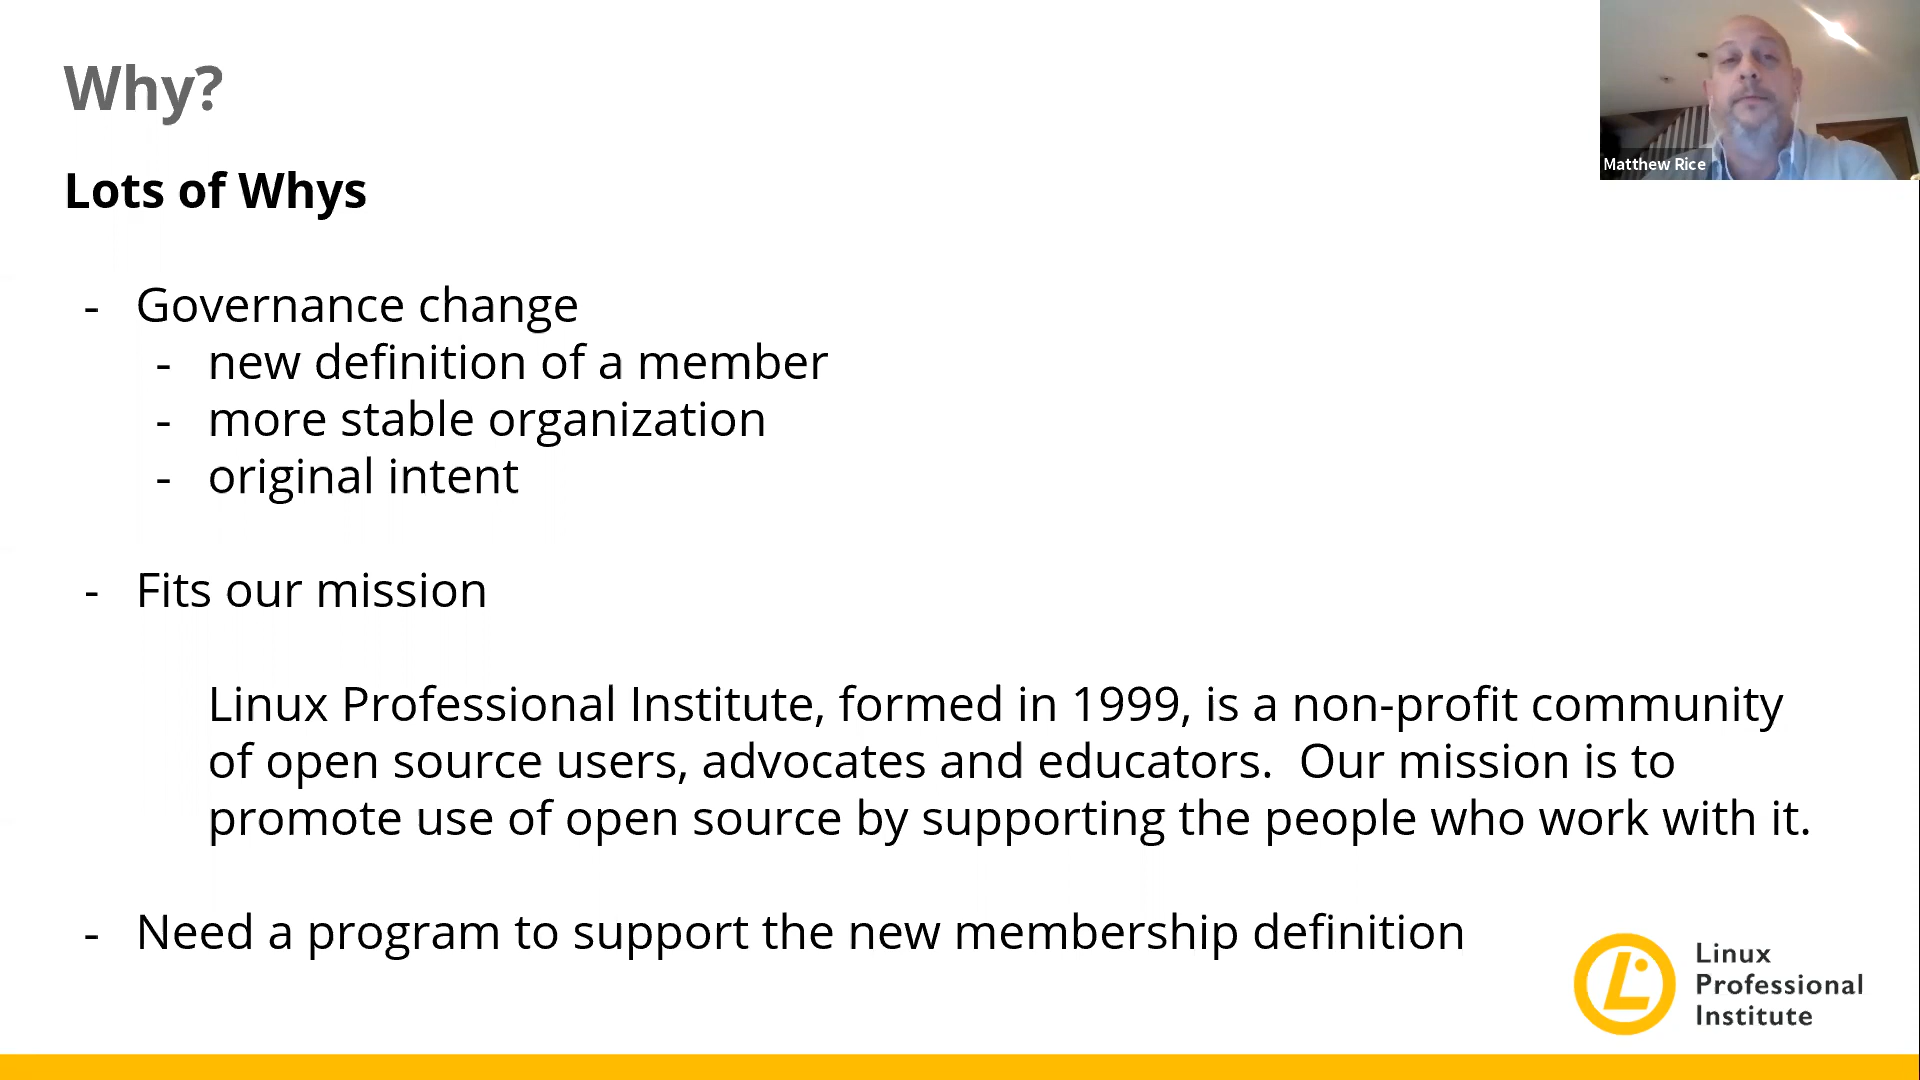 Why?
Matthew Rice
Lots of Whys
- Governance change
- new definition of a member
- more stable organization
- original intent
- Fits our mission
Linux Professional Institute, formed in 1999, is a non-profit community
of open source users, advocates and educators.  Our mission is to
promote use of open source by supporting the people who work with it.
- Need a program to support the new membership definition
Linux
Professional
Institute